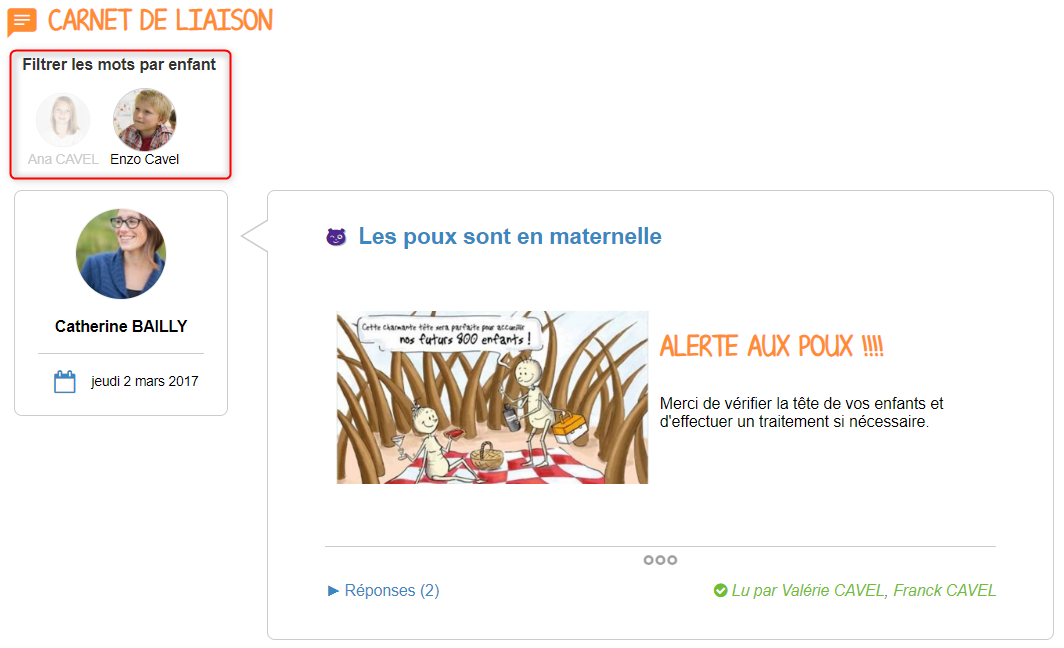 CARNET DE LIAISON
Filtrer les mots par enfant
Ana CAVEL
Enzo Cavel
Catherine BAILLY
jeudi 2 mars 2017
Les poux sont en maternelle
Cette charmante tête sera parfaite pour accueillir
nos futurs 800 enfants !
ALERTE AUX POUX !!!!
Merci de vérifier la tête de vos enfants et
d'effectuer un traitement si nécessaire.
Réponses (2)
Lu par Valérie CAVEL, Franck CAVEL